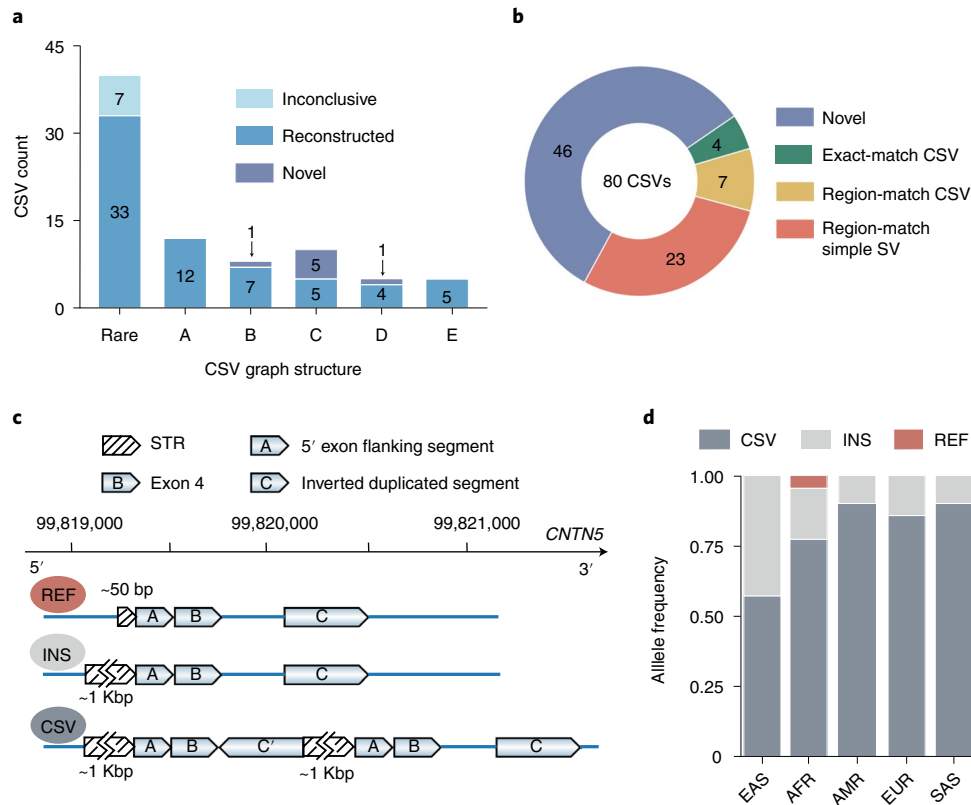 a
CSV count
45
30
15
0
7
33
12
1
7
5
5
1
4
5
Inconclusive
Reconstructed
Novel
Rare
A
B
C
D
E
CSV graph structure
b
46
4
7
23
80 CSVs
Novel
Exact-match CSV
Region-match CSV
Region-match
simple SV
c
STR
A 5′ exon flanking segment
B Exon 4
C Inverted duplicated segment
99,819,000 99,820,000 99,821,000 CNTN5
5′ 3′
REF ~50 bp
A B C
INS
A B C
~1 Kbp
CSV
A B C′ A B C
~1 Kbp ~1 Kbp
d
CSV INS REF
Alllele frequency
1.00
0.75
0.50
0.25
0
EAS
AFR
AMR
EUR
SAS